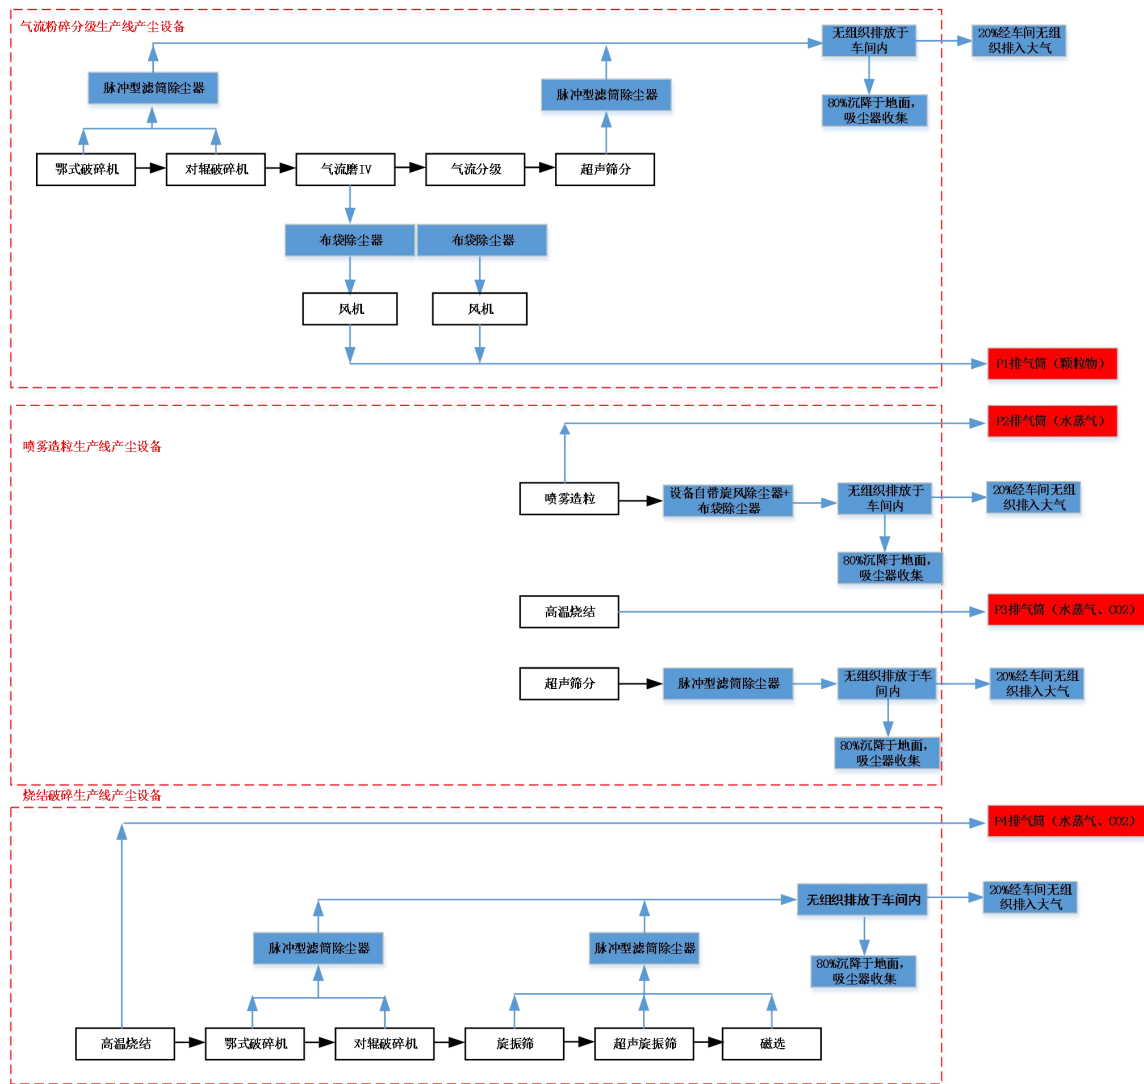 气流粉碎分级生产线产尘设备
无组织排放于
车间内
20%经车间无组
织排入大气
脉冲型滤筒除尘器
脉冲型滤筒除尘器
80%沉降于地面，
吸尘器收集
鄂式破碎机
对辊破碎机
气流磨IV
气流分级
超声筛分
布袋除尘器
布袋除尘器
风机
风机
P1排气筒（颗粒物）
P2排气筒（水蒸气）
喷雾造粒生产线产尘设备
喷雾造粒
设备自带旋风除尘器+
布袋除尘器
无组织排放于
车间内
20%经车间无组
织排入大气
80%沉降于地面，
吸尘器收集
高温烧结
P3排气筒（水蒸气、CO2）
超声筛分
脉冲型滤筒除尘器
无组织排放于车
间内
20%经车间无组
织排入大气
80%沉降于地面，
吸尘器收集
烧结破碎生产线产尘设备
P4排气筒（水蒸气、CO2）
无组织排放于车间内
20%经车间无组
织排入大气
脉冲型滤筒除尘器
脉冲型滤筒除尘器
80%沉降于地面，
吸尘器收集
高温烧结
鄂式破碎机
对辊破碎机
旋振筛
超声旋振筛
磁选